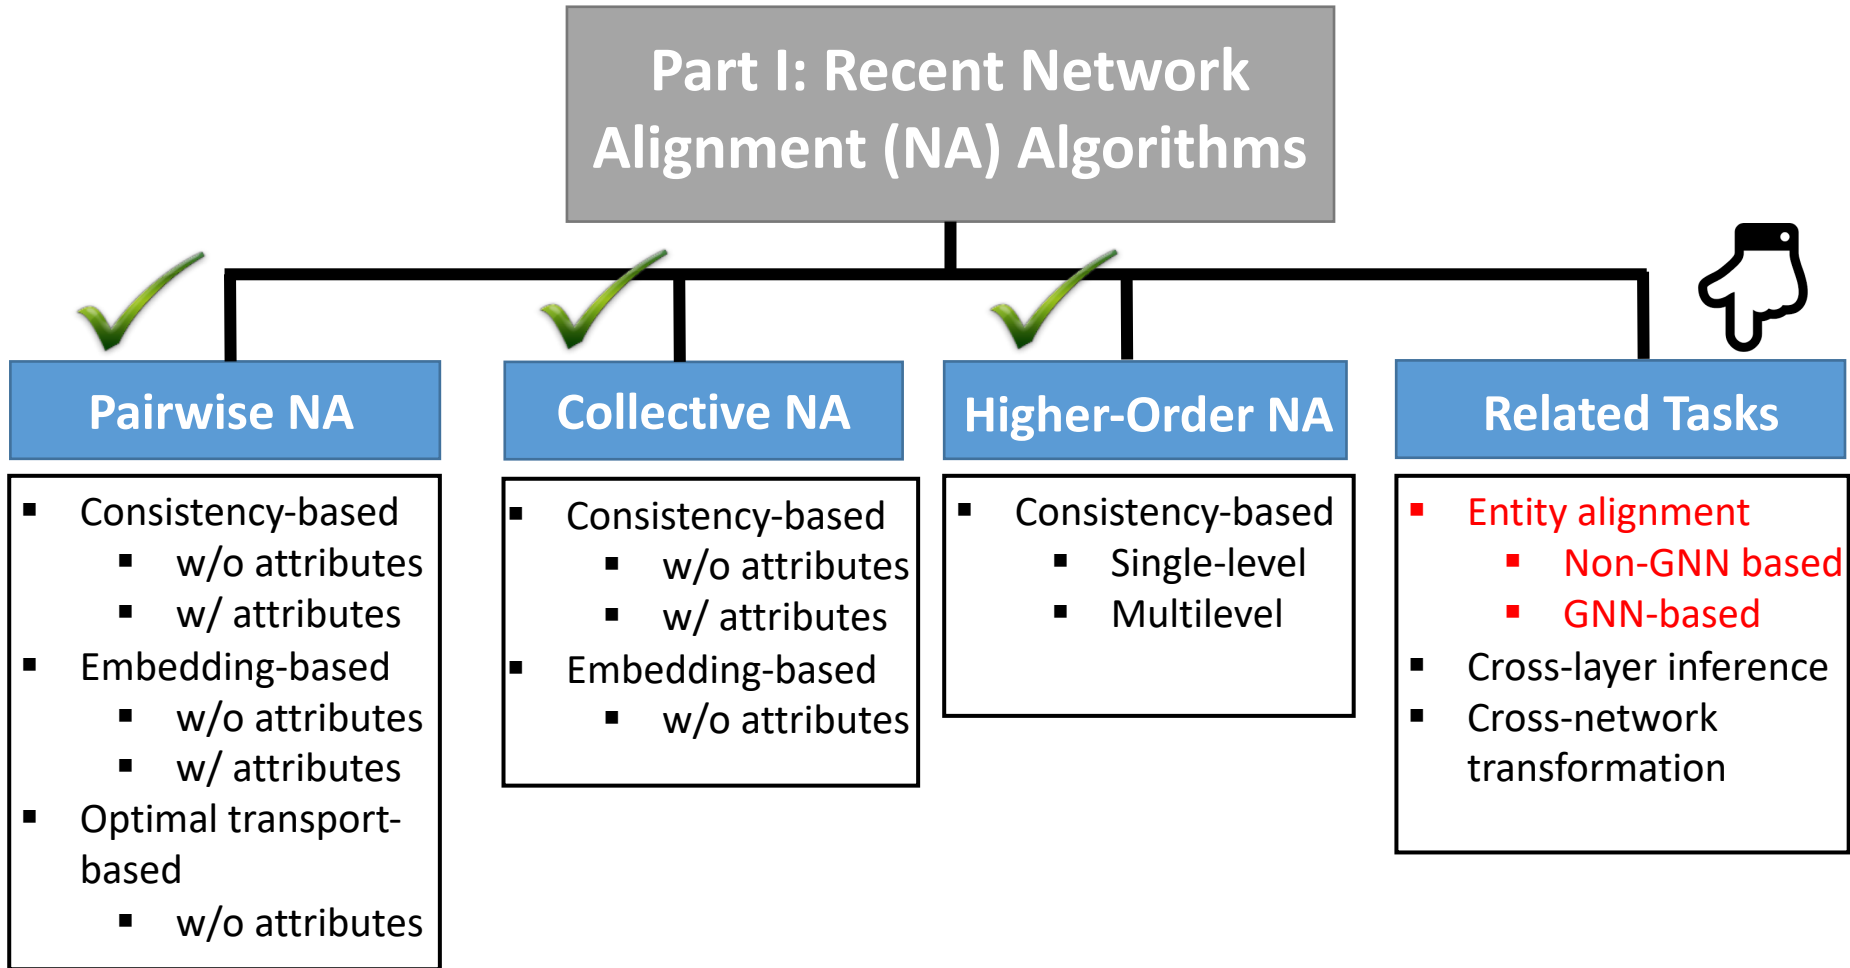 Part I: Recent Network
Alignment (NA) Algorithms
Pairwise NA
Consistency-based
w/o attributes
w/ attributes
Embedding-based
w/o attributes
w/ attributes
Optimal transport-
based
w/o attributes
Collective NA
Consistency-based
w/o attributes
w/ attributes
Embedding-based
w/o attributes
Higher-Order NA
Consistency-based
Single-level
Multilevel
Related Tasks
Entity alignment
Non-GNN based
GNN-based
Cross-layer inference
Cross-network
transformation